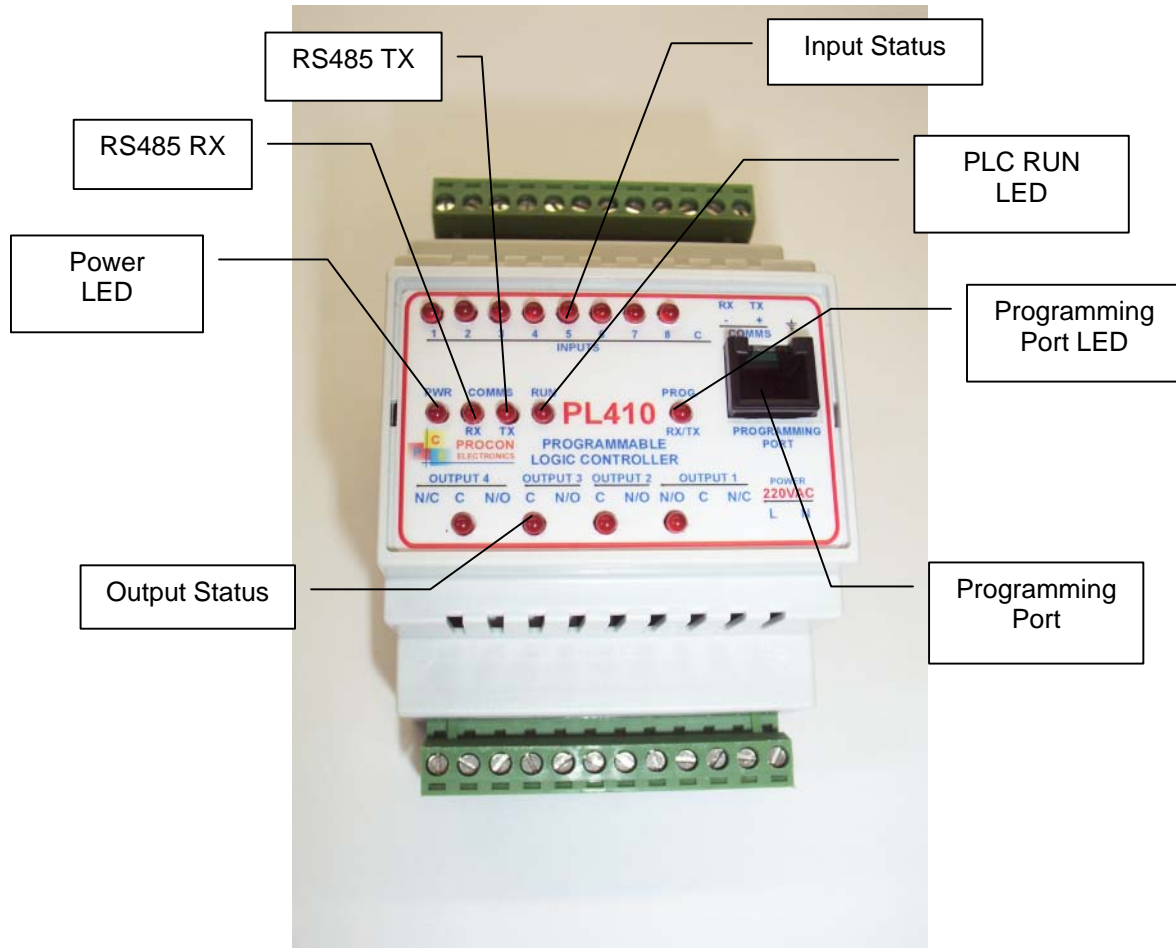 Input Status
RS485 TX
RS485 RX
PLC RUN
LED
Power
LED
Programming
Port LED
RX TX
- +
COMMS
1 2 3 4 5 6 7 8 C
INPUTS
PWR COMMS RUN PROG
RX TX
RX/TX
PL410
PROGRAMMING
PORT
C
PROCON
ELECTRONICS
PROGRAMMABLE
LOGIC CONTROLLER
OUTPUT 4 OUTPUT 3 OUTPUT 2 OUTPUT 1
N/C C N/O C N/O C N/O N/O C N/C
POWER
220VAC
L N
Output Status
Programming
Port